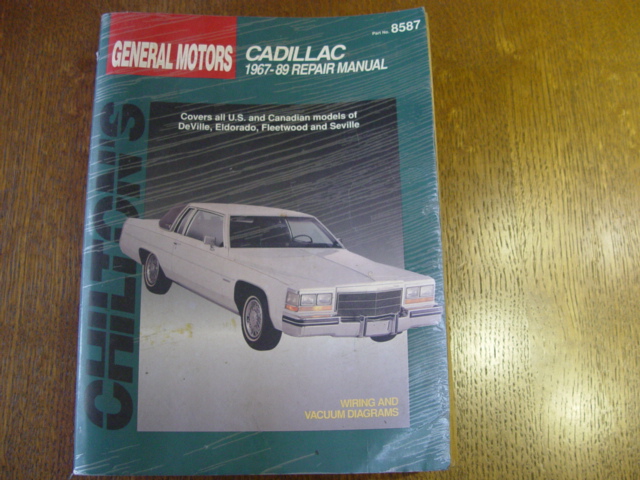 Part No. 8587
GENERAL MOTORS
CADILLAC
1967-89 REPAIR MANUAL
Covers all U.S. and Canadian models of
DeVille, Eldorado, Fleetwood and Seville
CHILTON'S
WIRING AND
VACUUM DIAGRAMS